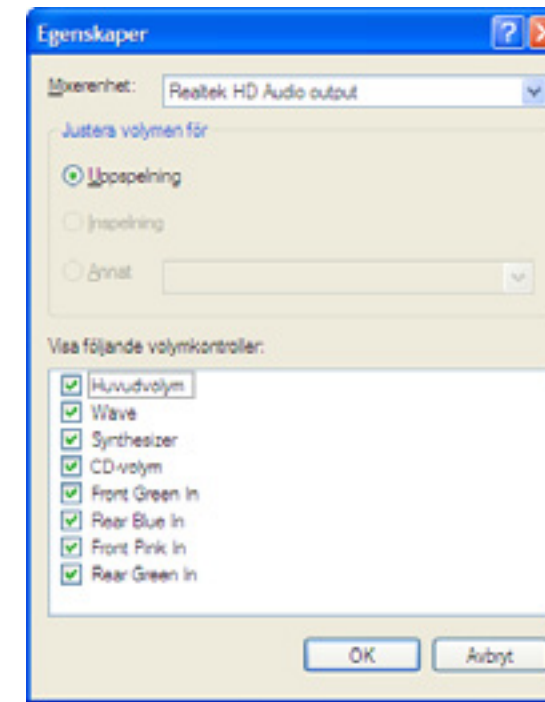 Egenskaper
Mixerenhet: Realtek HD Audio output
Justera volymen för
Uppspelning
Inspelning
Annat
Visa följande volymkontroller:
Huvudvolym
Wave
Synthesizer
CD-volym
Front Green In
Rear Blue In
Front Pink In
Rear Green In
OK Avbryt